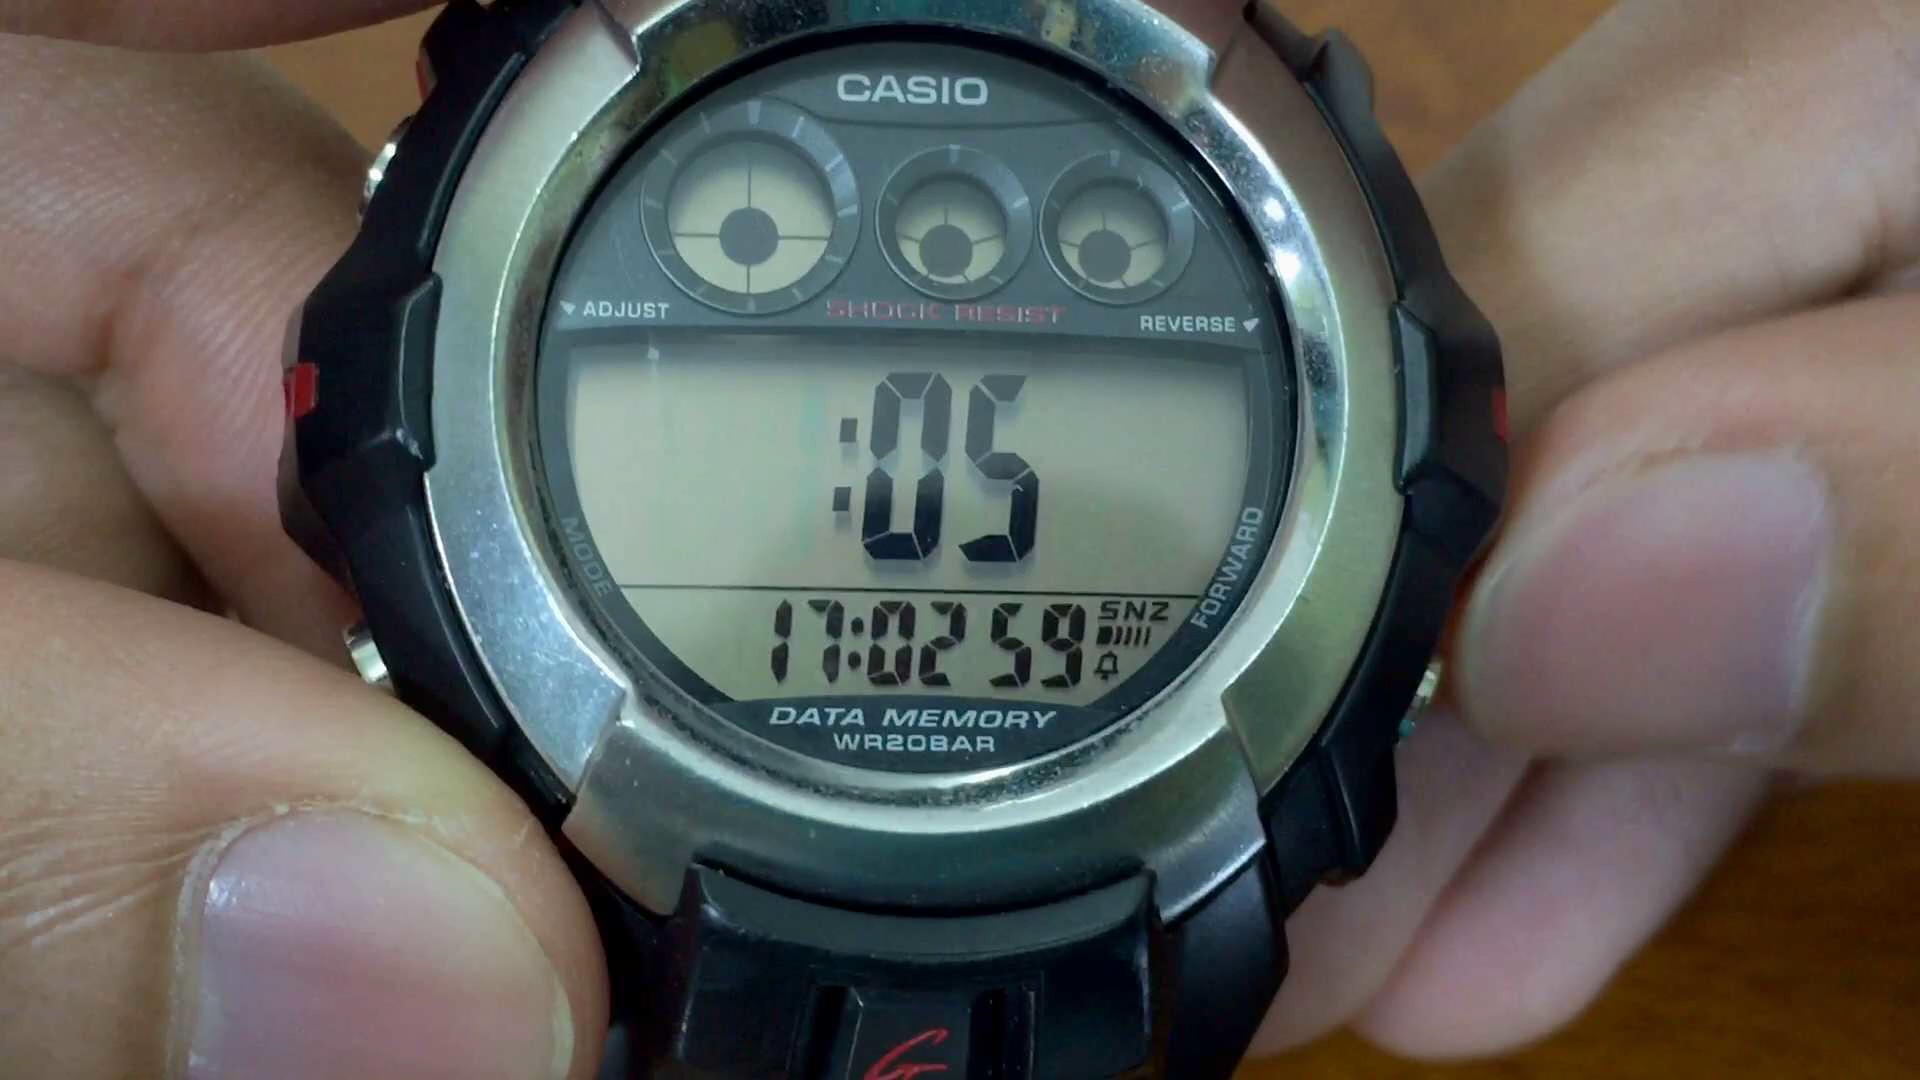 CASIO
ADJUST
SHOCK RESIST
REVERSE
:05
MODE
FORWARD
17:02 59
SNZ
DATA MEMORY
WR20BAR
G